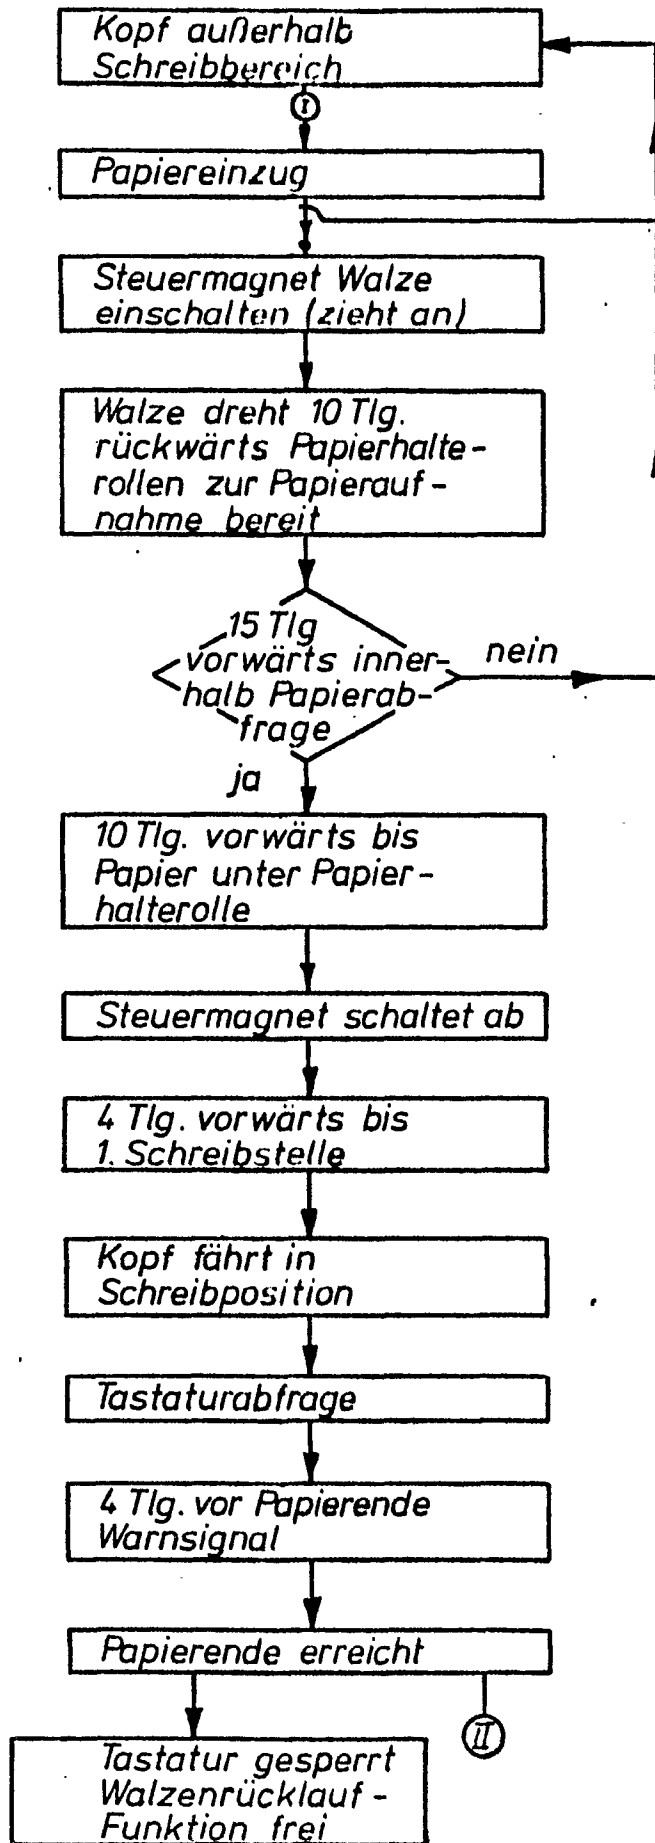 Kopf außerhalb
Schreibbereich
I
Papiereinzug
Steuermagnet Walze
einschalten (zieht an)
Walze dreht 10 Tlg.
rückwärts Papierhalte-
rollen zur Papierauf-
nahme bereit
15 Tlg
vorwärts inner-
halb Papierab-
frage
nein
ja
10 Tlg. vorwärts bis
Papier unter Papier-
halterolle
Steuermagnet schaltet ab
4 Tlg. vorwärts bis
1. Schreibstelle
Kopf fährt in
Schreibposition
Tastaturabfrage
4 Tlg. vor Papierende
Warnsignal
Papierende erreicht
II
Tastatur gesperrt
Walzenrücklauf-
Funktion frei